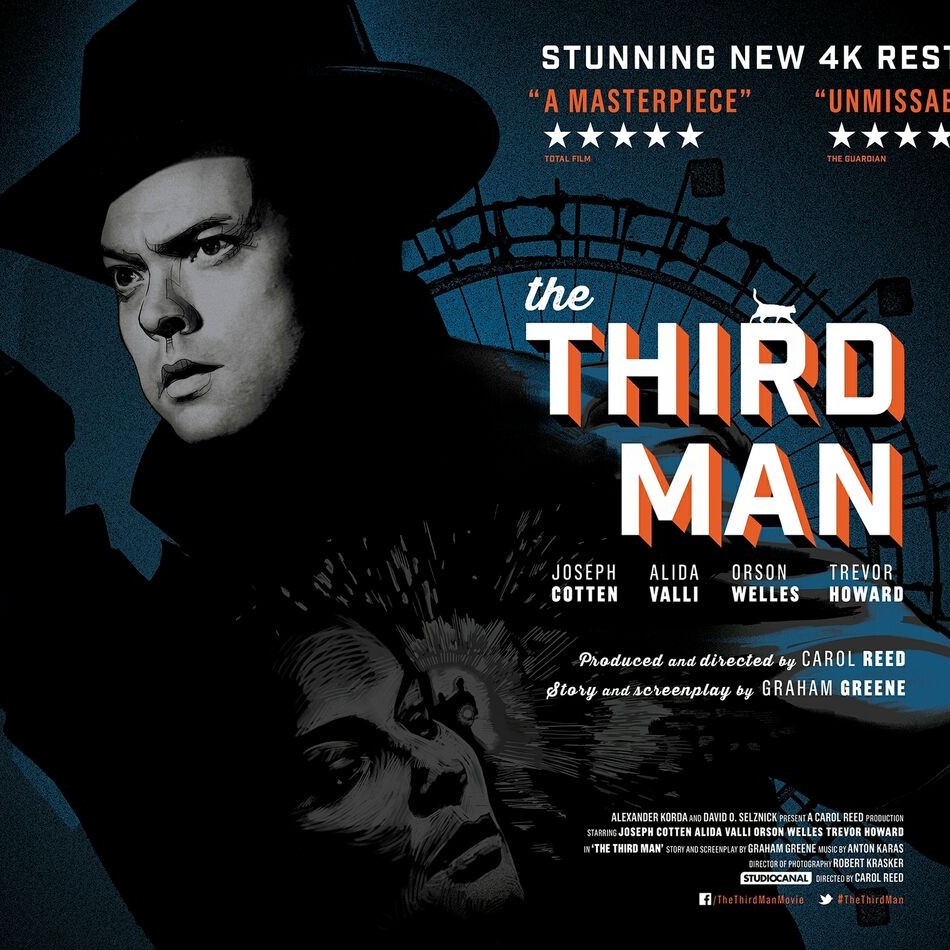 STUNNING NEW 4K REST
“A MASTERPIECE” “UNMISSAB
TOTAL FILM THE GUARDIAN
the
THIRD
MAN
JOSEPH COTTEN ALIDA VALLI ORSON WELLES TREVOR HOWARD
Produced and directed by CAROL REED
Story and screenplay by GRAHAM GREENE
ALEXANDER KORDA AND DAVID O. SELZNICK PRESENT A CAROL REED PRODUCTION
STARRING JOSEPH COTTEN ALIDA VALLI ORSON WELLES TREVOR HOWARD
IN ‘THE THIRD MAN’ STORY AND SCREENPLAY BY GRAHAM GREENE MUSIC BY ANTON KARAS
DIRECTOR OF PHOTOGRAPHY ROBERT KRASKER
STUDIOCANAL DIRECTED BY CAROL REED
/TheThirdManMovie #TheThirdMan